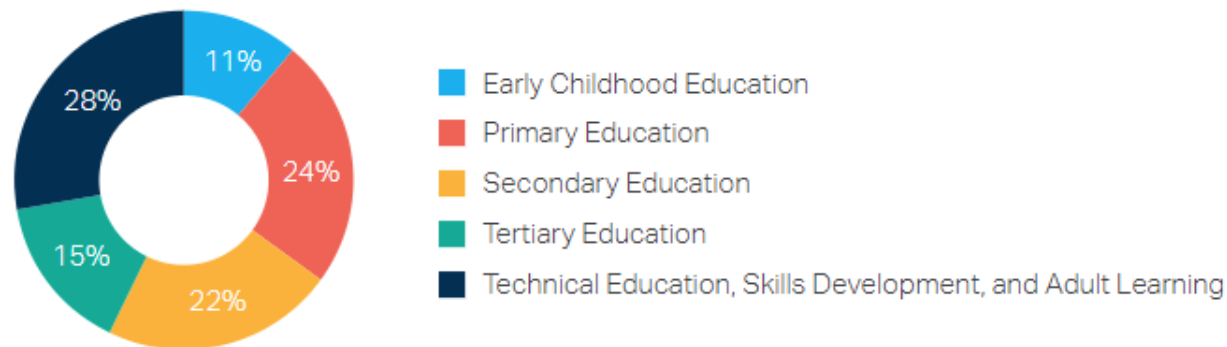 11%
24%
22%
15%
28%
Early Childhood Education
Primary Education
Secondary Education
Tertiary Education
Technical Education, Skills Development, and Adult Learning